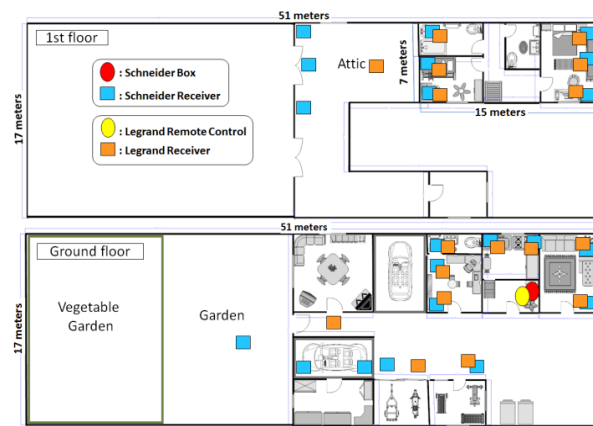 51 meters
1st floor
17 meters
: Schneider Box
: Schneider Receiver
: Legrand Remote Control
: Legrand Receiver
Attic
7 meters
15 meters
51 meters
Ground floor
17 meters
Vegetable
Garden
Garden